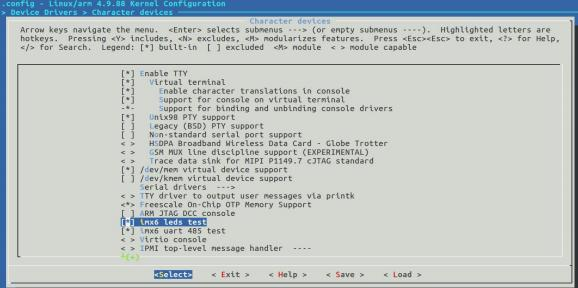 .config - Linux/arm 4.9.88 Kernel Configuration
> Device Drivers > Character devices
Character devices
Arrow keys navigate the menu. <Enter> selects submenus ---> (or empty submenus ----). Highlighted letters are
hotkeys. Pressing <Y> includes, <N> excludes, <M> modularizes features. Press <Esc><Esc> to exit, <?> for Help,
</> for Search. Legend: [*] built-in [ ] excluded <M> module < > module capable
[*] Enable TTY
[*] Virtual terminal
[*] Enable character translations in console
[*] Support for console on virtual terminal
-*- Support for binding and unbinding console drivers
[*] Unix98 PTY support
[ ] Legacy (BSD) PTY support
[ ] Non-standard serial port support
< > HSDPA Broadband Wireless Data Card - Globe Trotter
< > GSM MUX line discipline support (EXPERIMENTAL)
< > Trace data sink for MIPI P1149.7 cJTAG standard
[*] /dev/mem virtual device support
[ ] /dev/kmem virtual device support
Serial drivers --->
< > TTY driver to output user messages via printk
<*> Freescale On-Chip OTP Memory Support
[ ] ARM JTAG DCC console
[*] imx6 leds test
[*] imx6 uart 485 test
< > Virtio console
< > IPMI top-level message handler ----
└(+)
<Select> < Exit > < Help > < Save > < Load >